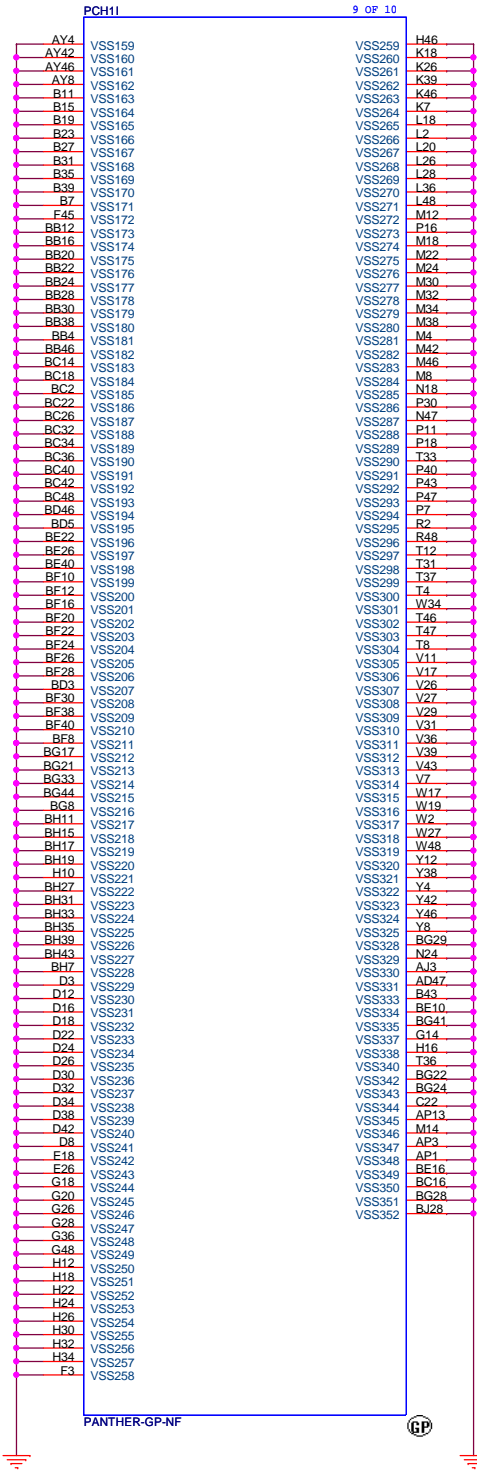 PCH1I 9 OF 10
AY4 VSS159 VSS259 H46
AY42 VSS160 VSS260 K18
AY46 VSS161 VSS261 K26
AY8 VSS162 VSS262 K39
B11 VSS163 VSS263 K46
B15 VSS164 VSS264 K7
B19 VSS165 VSS265 L18
B23 VSS166 VSS266 L2
B27 VSS167 VSS267 L20
B31 VSS168 VSS268 L26
B35 VSS169 VSS269 L28
B39 VSS170 VSS270 L36
B7 VSS171 VSS271 L48
F45 VSS172 VSS272 M12
BB12 VSS173 VSS273 P16
BB16 VSS174 VSS274 M18
BB20 VSS175 VSS275 M22
BB22 VSS176 VSS276 M24
BB24 VSS177 VSS277 M30
BB28 VSS178 VSS278 M32
BB30 VSS179 VSS279 M34
BB38 VSS180 VSS280 M38
BB4 VSS181 VSS281 M4
BB46 VSS182 VSS282 M42
BC14 VSS183 VSS283 M46
BC18 VSS184 VSS284 M8
BC2 VSS185 VSS285 N18
BC22 VSS186 VSS286 P30
BC26 VSS187 VSS287 N47
BC32 VSS188 VSS288 P11
BC34 VSS189 VSS289 P18
BC36 VSS190 VSS290 T33
BC40 VSS191 VSS291 P40
BC42 VSS192 VSS292 P43
BC48 VSS193 VSS293 P47
BD46 VSS194 VSS294 P7
BD5 VSS195 VSS295 R2
BE22 VSS196 VSS296 R48
BE26 VSS197 VSS297 T12
BE40 VSS198 VSS298 T31
BF10 VSS199 VSS299 T37
BF12 VSS200 VSS300 T4
BF16 VSS201 VSS301 W34
BF20 VSS202 VSS302 T46
BF22 VSS203 VSS303 T47
BF24 VSS204 VSS304 T8
BF26 VSS205 VSS305 V11
BF28 VSS206 VSS306 V17
BD3 VSS207 VSS307 V26
BF30 VSS208 VSS308 V27
BF38 VSS209 VSS309 V29
BF40 VSS210 VSS310 V31
BF8 VSS211 VSS311 V36
BG17 VSS212 VSS312 V39
BG21 VSS213 VSS313 V43
BG33 VSS214 VSS314 V7
BG44 VSS215 VSS315 W17
BG8 VSS216 VSS316 W19
BH11 VSS217 VSS317 W2
BH15 VSS218 VSS318 W27
BH17 VSS219 VSS319 W48
BH19 VSS220 VSS320 Y12
H10 VSS221 VSS321 Y38
BH27 VSS222 VSS322 Y4
BH31 VSS223 VSS323 Y42
BH33 VSS224 VSS324 Y46
BH35 VSS225 VSS325 Y8
BH39 VSS226 VSS328 BG29
BH43 VSS227 VSS329 N24
BH7 VSS228 VSS330 AJ3
D3 VSS229 VSS331 AD47
D12 VSS230 VSS333 B43
D16 VSS231 VSS334 BE10
D18 VSS232 VSS335 BG41
D22 VSS233 VSS337 G14
D24 VSS234 VSS338 H16
D26 VSS235 VSS340 T36
D30 VSS236 VSS342 BG22
D32 VSS237 VSS343 BG24
D34 VSS238 VSS344 C22
D38 VSS239 VSS345 AP13
D42 VSS240 VSS346 M14
D8 VSS241 VSS347 AP3
E18 VSS242 VSS348 AP1
E26 VSS243 VSS349 BE16
G18 VSS244 VSS350 BC16
G20 VSS245 VSS351 BG28
G26 VSS246 VSS352 BJ28
G28 VSS247
G36 VSS248
G48 VSS249
H12 VSS250
H18 VSS251
H22 VSS252
H24 VSS253
H26 VSS254
H30 VSS255
H32 VSS256
H34 VSS257
F3 VSS258
PANTHER-GP-NF GP